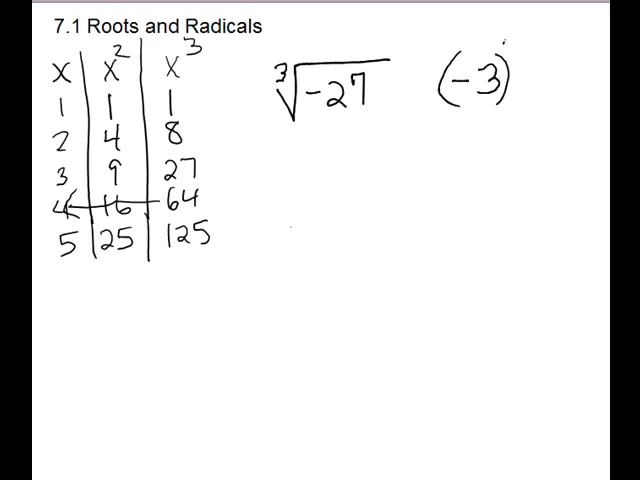 7.1 Roots and Radicals
x | x² | x³
1 | 1 | 1
2 | 4 | 8
3 | 9 | 27
4 | 16 | 64
5 | 25 | 125
∛-27
(-3)